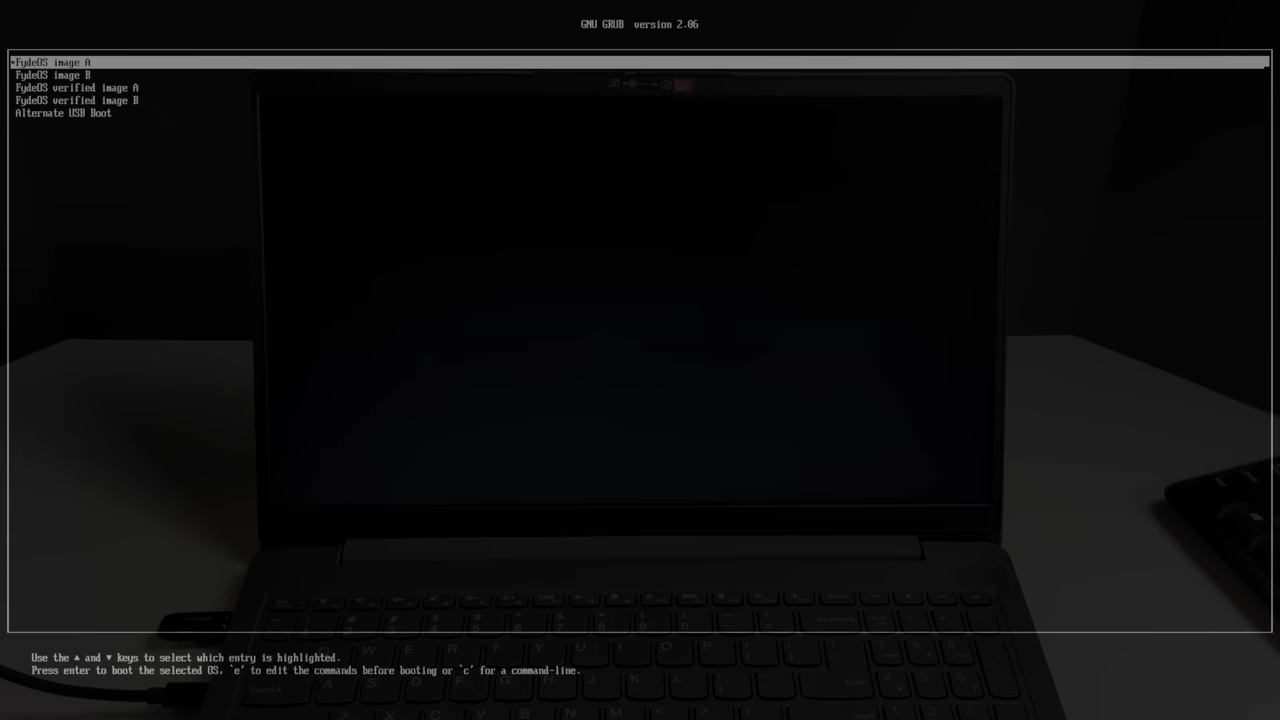 GNU GRUB version 2.06
*FydeOS image A
FydeOS image B
FydeOS verified image A
FydeOS verified image B
Alternate USB Boot
Use the ▲ and ▼ keys to select which entry is highlighted.
Press enter to boot the selected OS, `e' to edit the commands before booting or `c' for a command-line.